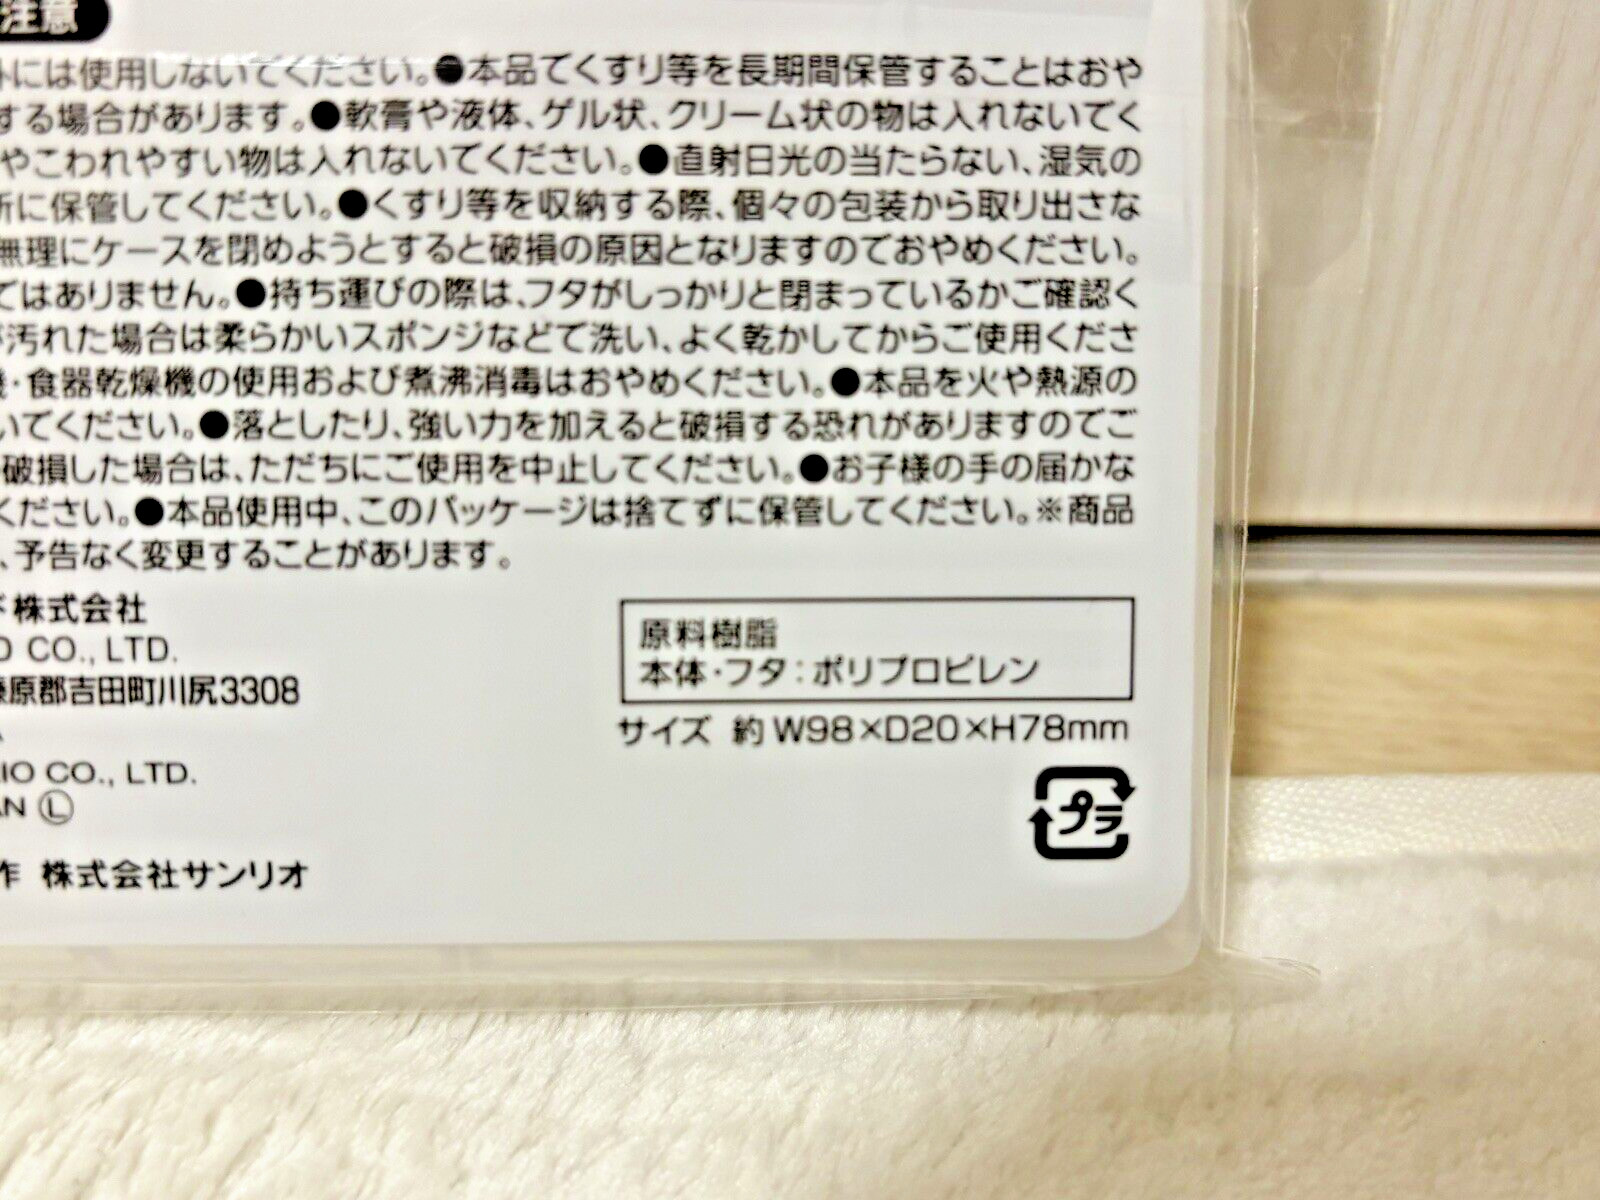 注意
には使用しないでください。●本品でくすり等を長期間保管することはおや
する場合があります。●軟膏や液体、ゲル状、クリーム状の物は入れないでく
やこわれやすい物は入れないでください。●直射日光の当たらない、湿気の
所に保管してください。●くすり等を収納する際、個々の包装から取り出さな
無理にケースを閉めようとすると破損の原因となりますのでおやめください。
ではありません。●持ち運びの際は、フタがしっかりと閉まっているかご確認く
が汚れた場合は柔らかいスポンジなどで洗い、よく乾かしてからご使用くださ
機・食器乾燥機の使用および煮沸消毒はおやめください。●本品を火や熱源の
いてください。●落としたり、強い力を加えると破損する恐れがありますのでご
破損した場合は、ただちにご使用を中止してください。●お子様の手の届かな
ください。●本品使用中、このパッケージは捨てずに保管してください。※商品
、予告なく変更することがあります。
ド株式会社
D CO., LTD.
榛原郡吉田町川尻3308
IO CO., LTD.
AN Ⓛ
作 株式会社サンリオ
原料樹脂
本体・フタ：ポリプロピレン
サイズ 約W98×D20×H78mm
プラ